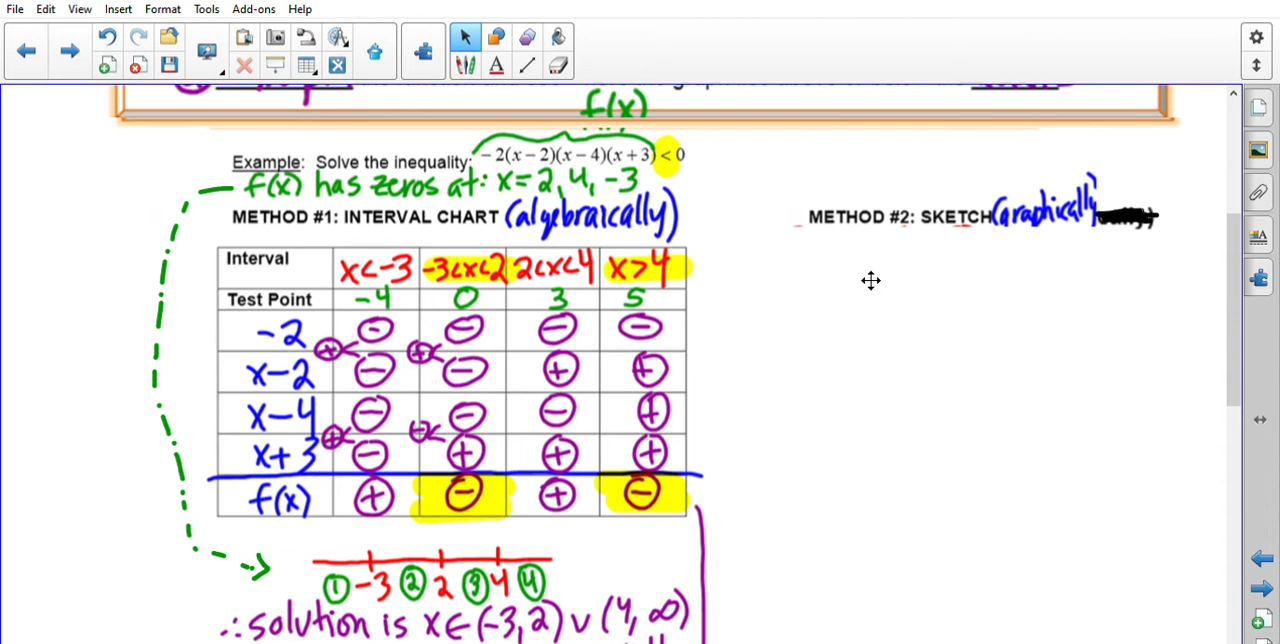 File Edit View Insert Format Tools Add-ons Help
f(x)
Example: Solve the inequality: −2(x − 2)(x − 4)(x + 3) < 0
f(x) has zeros at: x = 2, 4, -3
METHOD #1: INTERVAL CHART (algebraically)
METHOD #2: SKETCH (graphically
Interval x<-3 -3<x<2 2<x<4 x>4
Test Point -4 0 3 5
-2 - - - -
+ +
x-2 - - + +
x-4 - - - +
+ +
x+3 - + + +
f(x) + - + -
1 -3 2 2 3 4 4
∴ solution is x∈(-3, 2) ∪ (4, ∞)